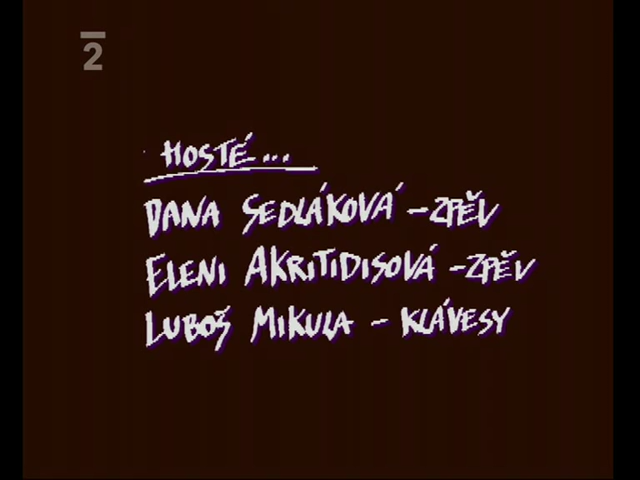 2
HOSTÉ...
DANA SEDLÁKOVÁ – ZPĚV
ELENI AKRITIDISOVÁ – ZPĚV
LUBOŠ MIKULA – KLÁVESY